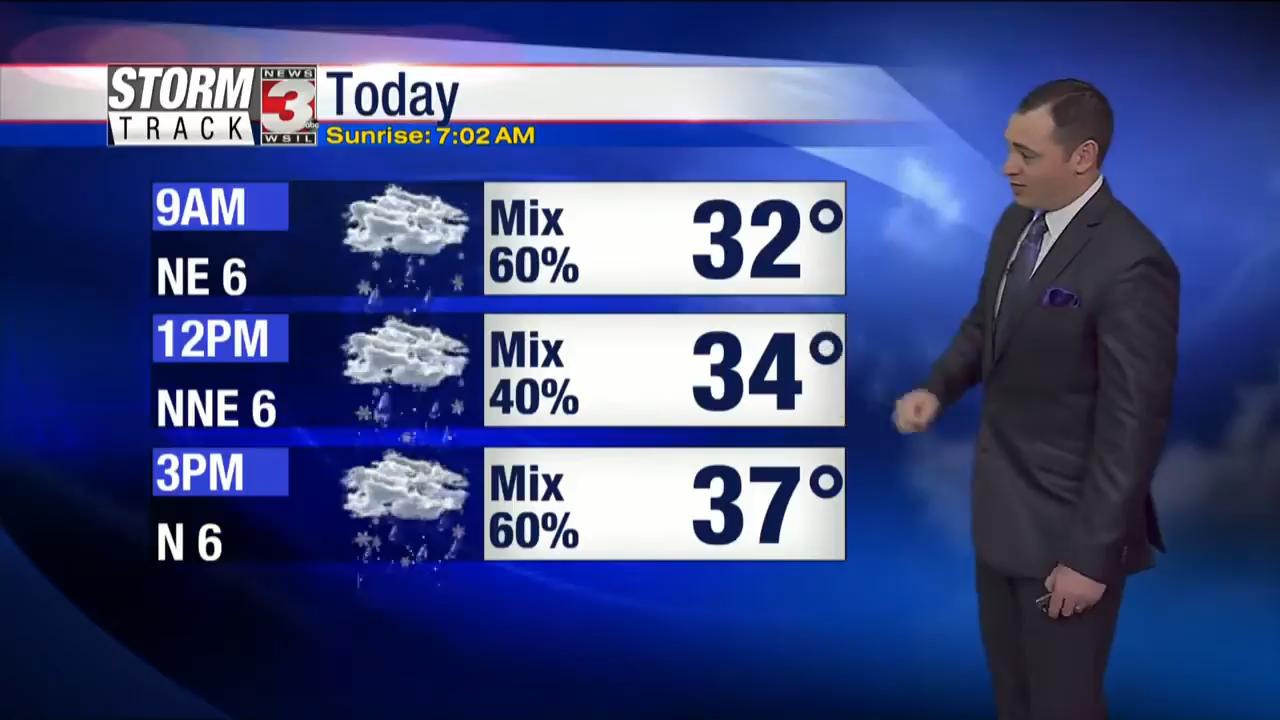 STORM
TRACK
NEWS
3
abc
WSIL
Today
Sunrise: 7:02 AM
9AM
NE 6
Mix
60%
32°
12PM
NNE 6
Mix
40%
34°
3PM
N 6
Mix
60%
37°